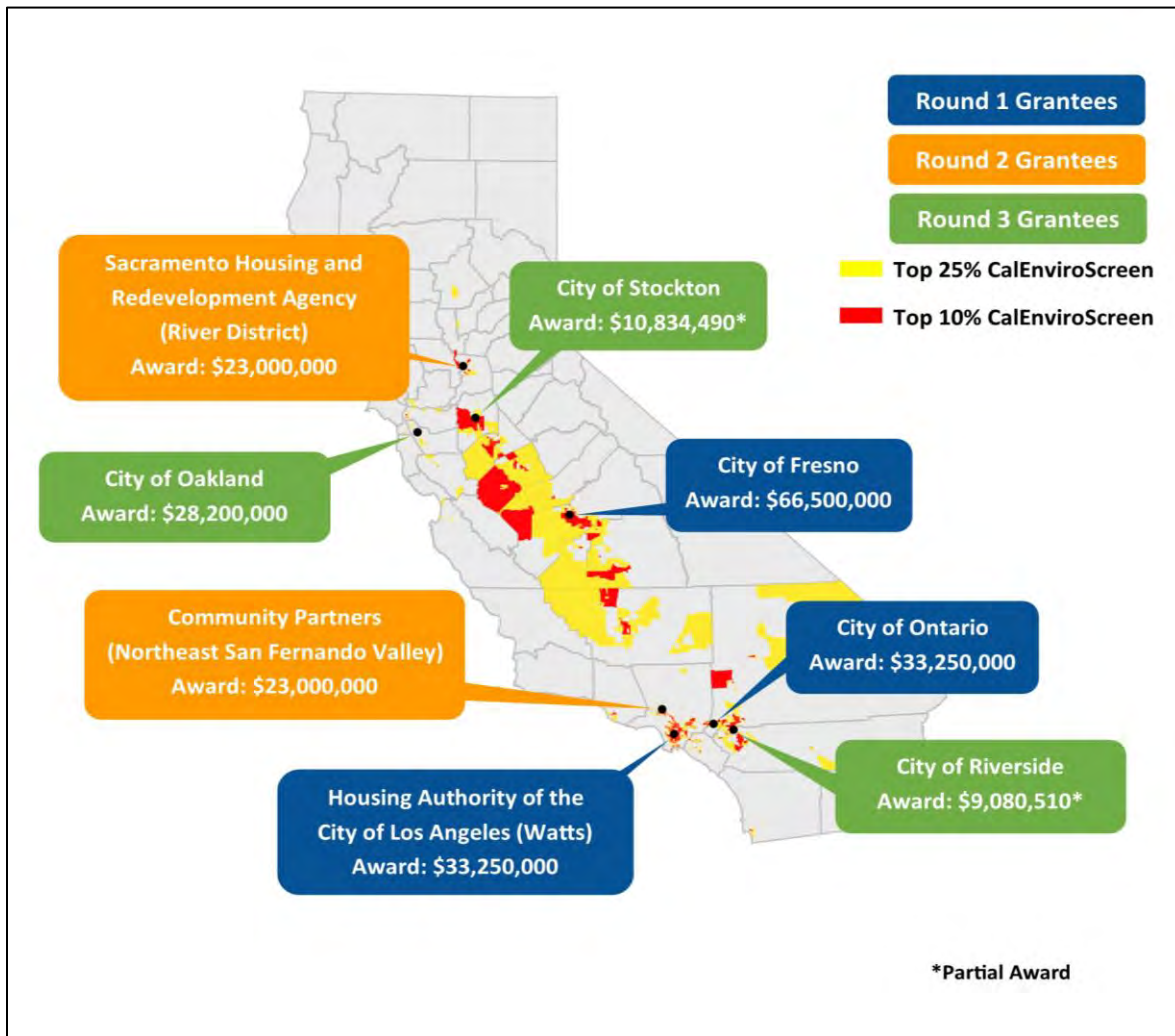 Round 1 Grantees
Round 2 Grantees
Round 3 Grantees
Top 25% CalEnviroScreen
Top 10% CalEnviroScreen
Sacramento Housing and
Redevelopment Agency
(River District)
Award: $23,000,000
City of Stockton
Award: $10,834,490*
City of Oakland
Award: $28,200,000
City of Fresno
Award: $66,500,000
Community Partners
(Northeast San Fernando Valley)
Award: $23,000,000
City of Ontario
Award: $33,250,000
Housing Authority of the
City of Los Angeles (Watts)
Award: $33,250,000
City of Riverside
Award: $9,080,510*
*Partial Award